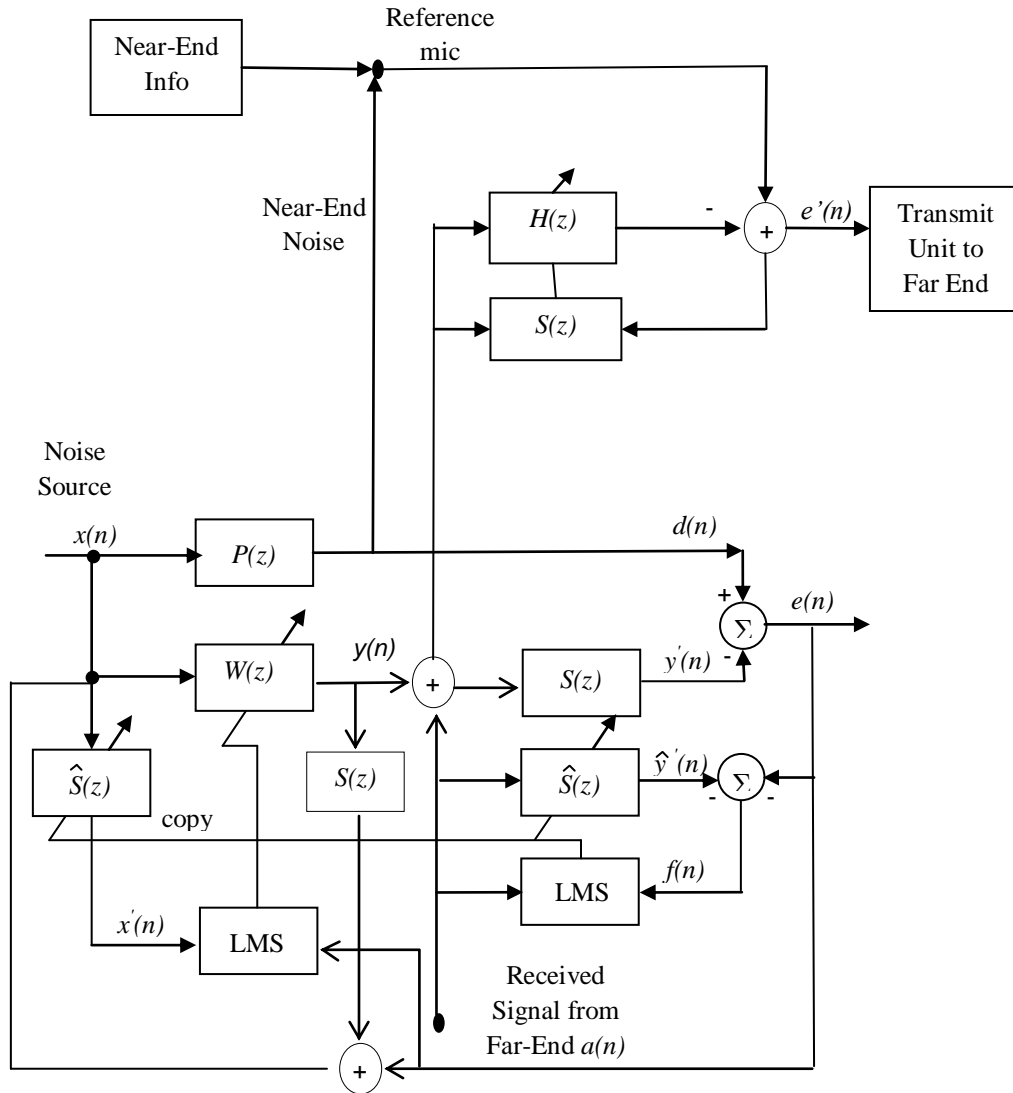 Reference
mic
Near-End
Info
Near-End
Noise
H(z)
-
+
e’(n)
Transmit
Unit to
Far End
S(z)
Noise
Source
x(n)
P(z)
d(n)
+
Σ
-
e(n)
W(z)
y(n)
+
S(z)
y'(n)
Ŝ(z)
S(z)
Ŝ(z)
ŷ'(n)
Σ
-
-
copy
LMS
f(n)
x'(n)
LMS
Received
Signal from
Far-End a(n)
+